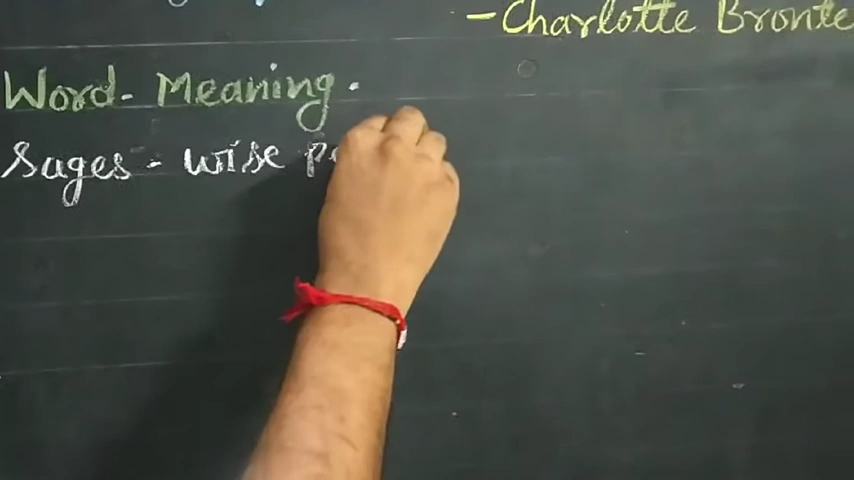 - Charlotte Bronte
Word - Meaning .
Sages - wise